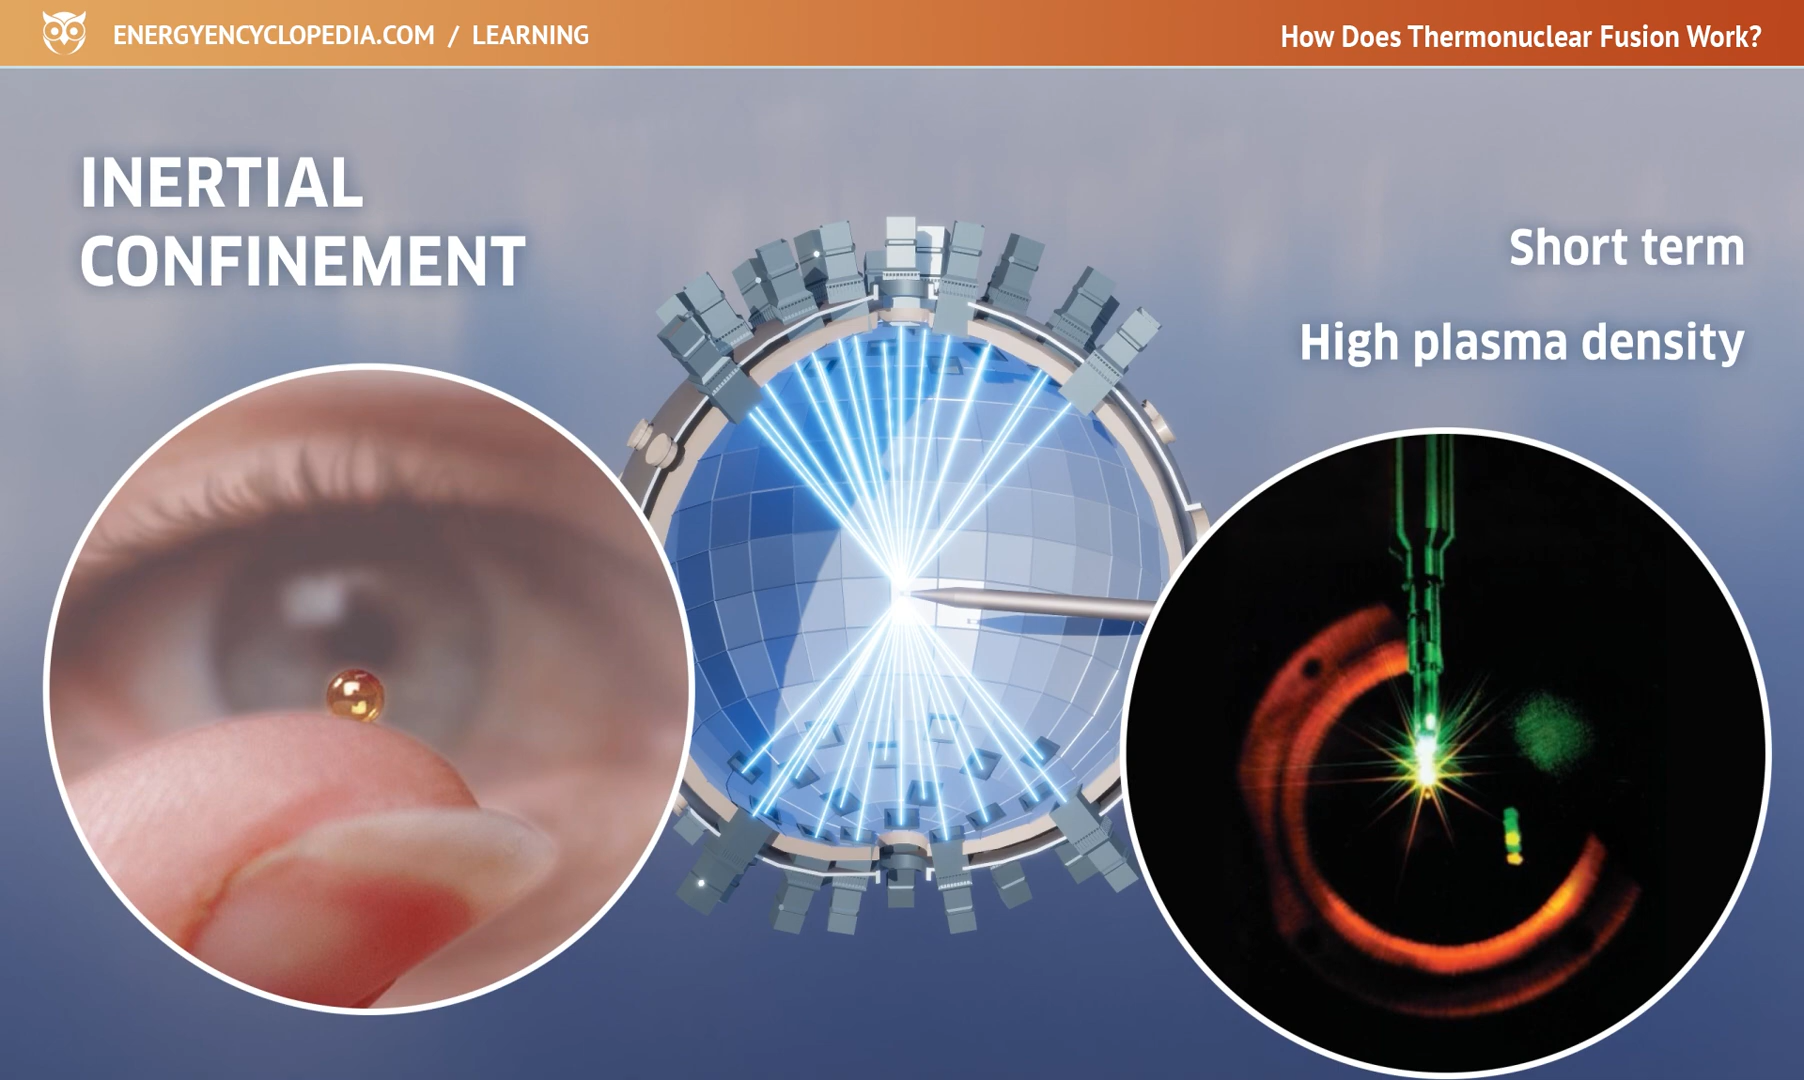 ENERGYENCYCLOPEDIA.COM / LEARNING
How Does Thermonuclear Fusion Work?
INERTIAL
CONFINEMENT
Short term
High plasma density